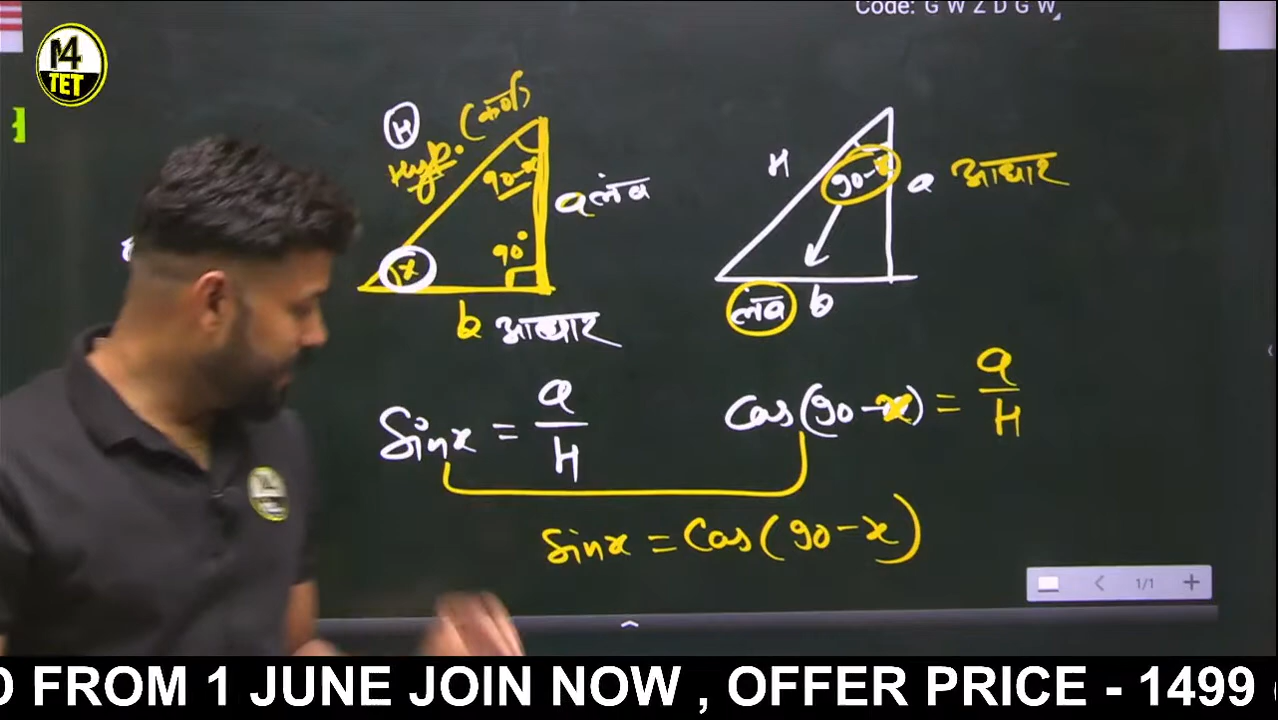 Code: G W Z D G W
M4
TET
H
Hyp. (कर्ण)
90-x
a लंब
90°
x
b आधार
H
90-x
a आधार
लंब b
Sinx = a/H
Cos(90-x) = a/H
Sinx = Cos(90-x)
1/1
FROM 1 JUNE JOIN NOW , OFFER PRICE - 1499